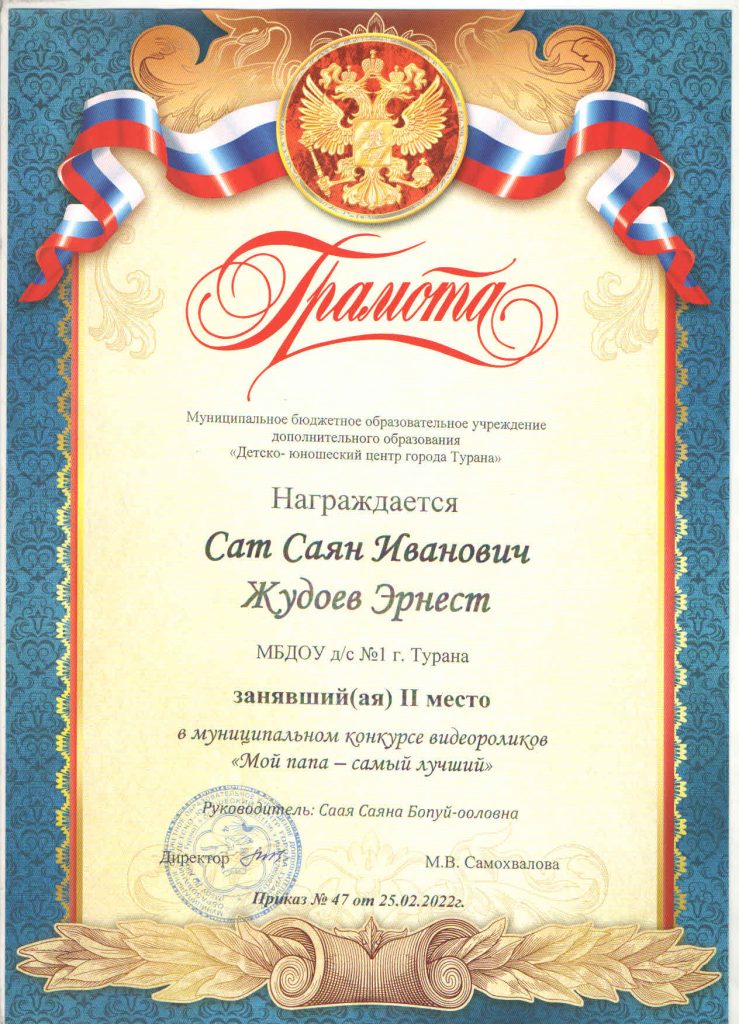 Грамота
Муниципальное бюджетное образовательное учреждение
дополнительного образования
«Детско- юношеский центр города Турана»
Награждается
Сат Саян Иванович
Жудоев Эрнест
МБДОУ д/с №1 г. Турана
занявший(ая) II место
в муниципальном конкурсе видеороликов
«Мой папа – самый лучший»
Руководитель: Саая Саяна Бопуй-ооловна
Директор
М.В. Самохвалова
Приказ № 47 от 25.02.2022г.